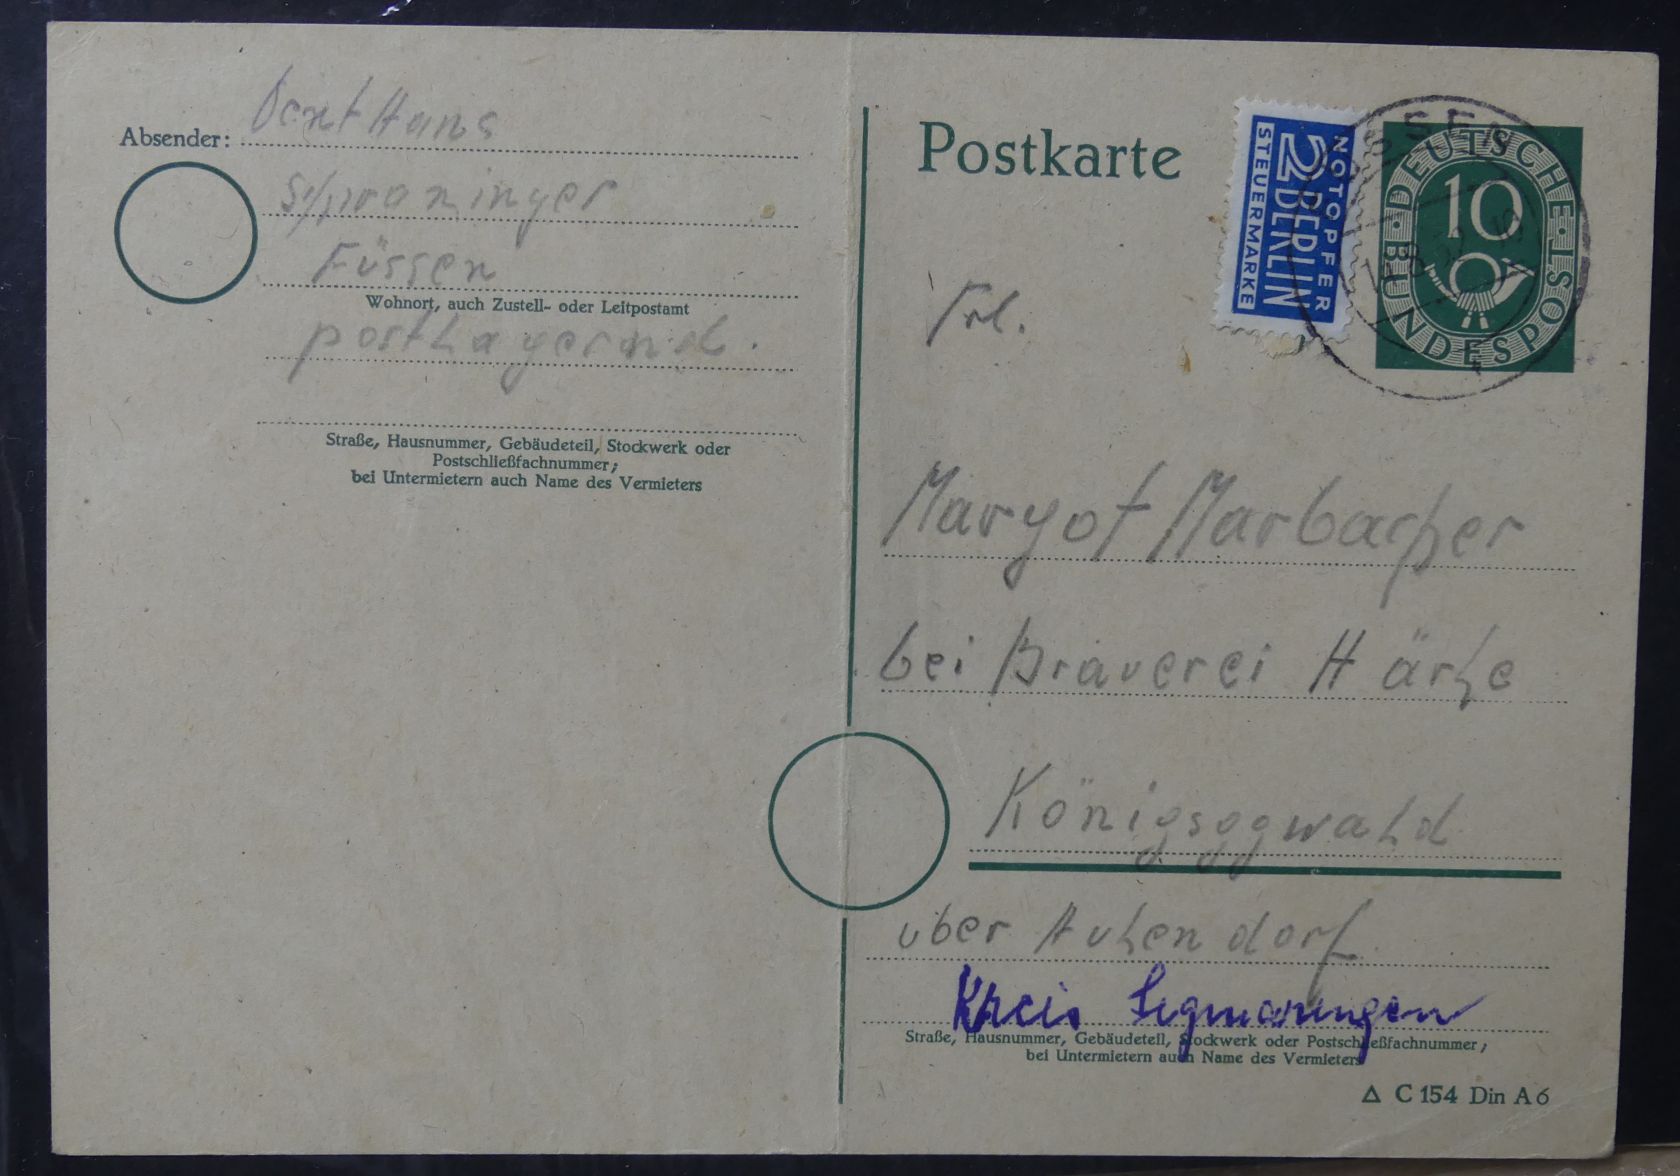 Absender: Hans
Füssen
Wohnort, auch Zustell- oder Leitpostamt
postlagernd.
Straße, Hausnummer, Gebäudeteil, Stockwerk oder
Postschließfachnummer;
bei Untermietern auch Name des Vermieters
Postkarte
NOTOPFER
2 BERLIN
STEUERMARKE
DEUTSCHE
BUNDESPOST
10
Frl.
Margot Marbacher
bei Brauerei Härle
Königseggwald
über Aulendorf
Kreis Sigmaringen
Straße, Hausnummer, Gebäudeteil, Stockwerk oder Postschließfachnummer;
bei Untermietern auch Name des Vermieters
C 154 Din A 6